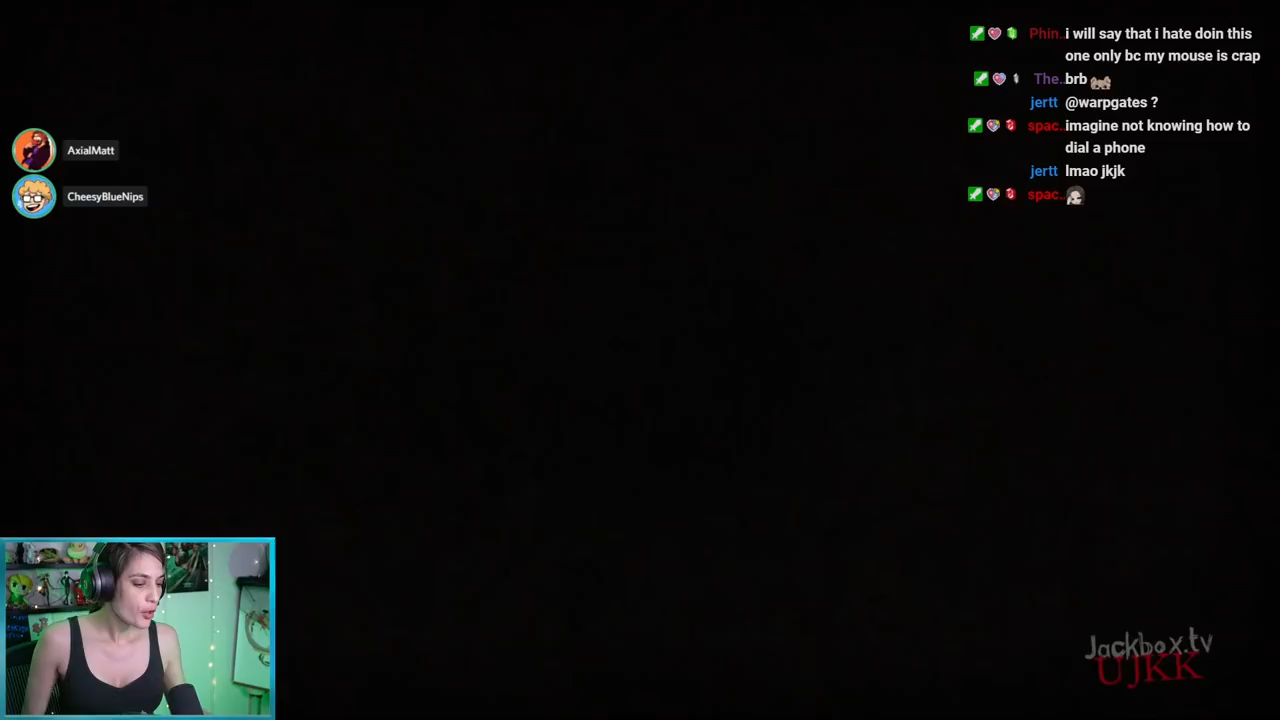 Phin.. i will say that i hate doin this
one only bc my mouse is crap
The.. brb
jertt @warpgates ?
spac.. imagine not knowing how to
dial a phone
jertt lmao jkjk
spac..
AxialMatt
CheesyBlueNips
Jackbox.tv
UJKK